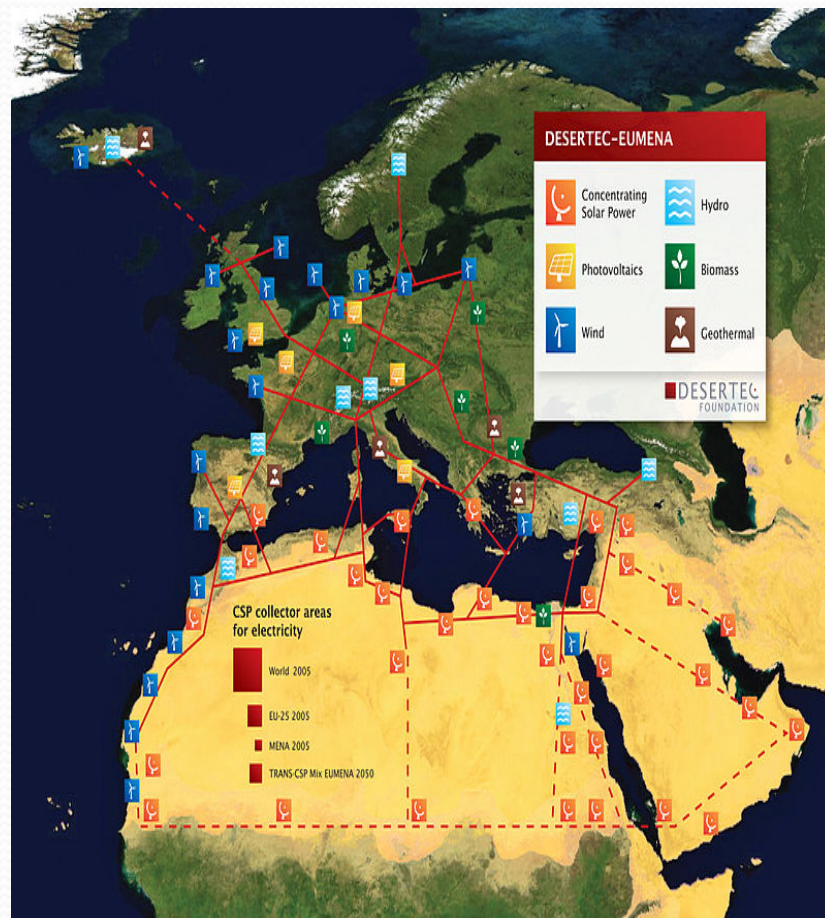 DESERTEC-EUMENA
Concentrating
Solar Power
Hydro
Photovoltaics
Biomass
Wind
Geothermal
DESERTEC
FOUNDATION
CSP collector areas
for electricity
World 2005
EU-25 2005
MENA 2005
TRANS-CSP Mix EUMENA 2050